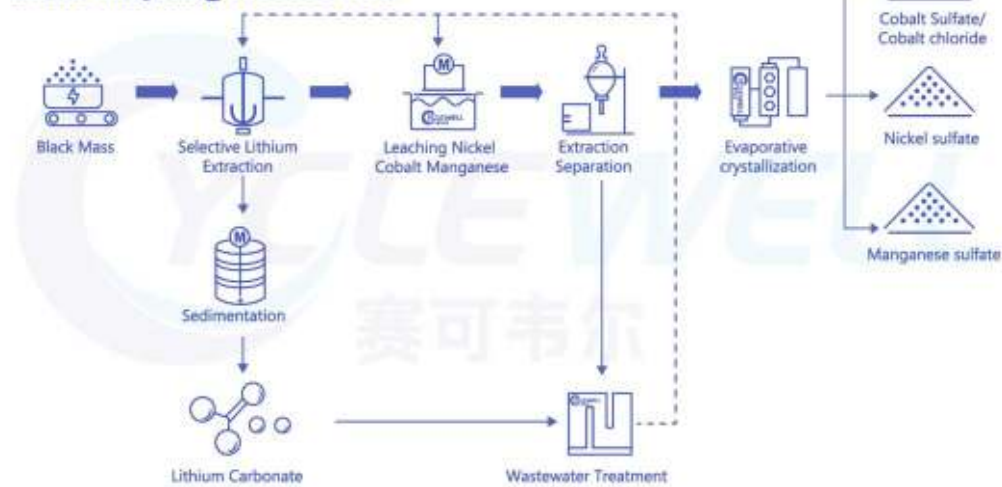 Cobalt Sulfate/
Cobalt chloride
Black Mass
Selective Lithium
Extraction
Leaching Nickel
Cobalt Manganese
Extraction
Separation
Evaporative
crystallization
Nickel sulfate
Manganese sulfate
M
M
Sedimentation
Lithium Carbonate
Wastewater Treatment
CYCLEWELL
赛可韦尔